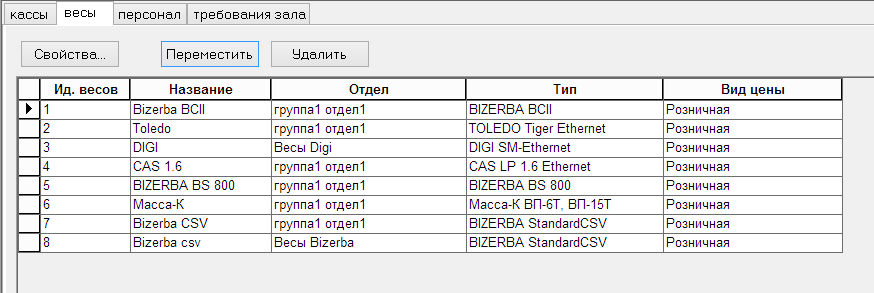 кассы весы персонал требования зала
Свойства... Переместить Удалить
Ид. весов Название Отдел Тип Вид цены
1 Bizerba BCII группа1 отдел1 BIZERBA BCII Розничная
2 Toledo группа1 отдел1 TOLEDO Tiger Ethernet Розничная
3 DIGI Весы Digi DIGI SM-Ethernet Розничная
4 CAS 1.6 группа1 отдел1 CAS LP 1.6 Ethernet Розничная
5 BIZERBA BS 800 группа1 отдел1 BIZERBA BS 800 Розничная
6 Масса-К группа1 отдел1 Масса-К ВП-6Т, ВП-15Т Розничная
7 Bizerba CSV группа1 отдел1 BIZERBA StandardCSV Розничная
8 Bizerba csv Весы Bizerba BIZERBA StandardCSV Розничная